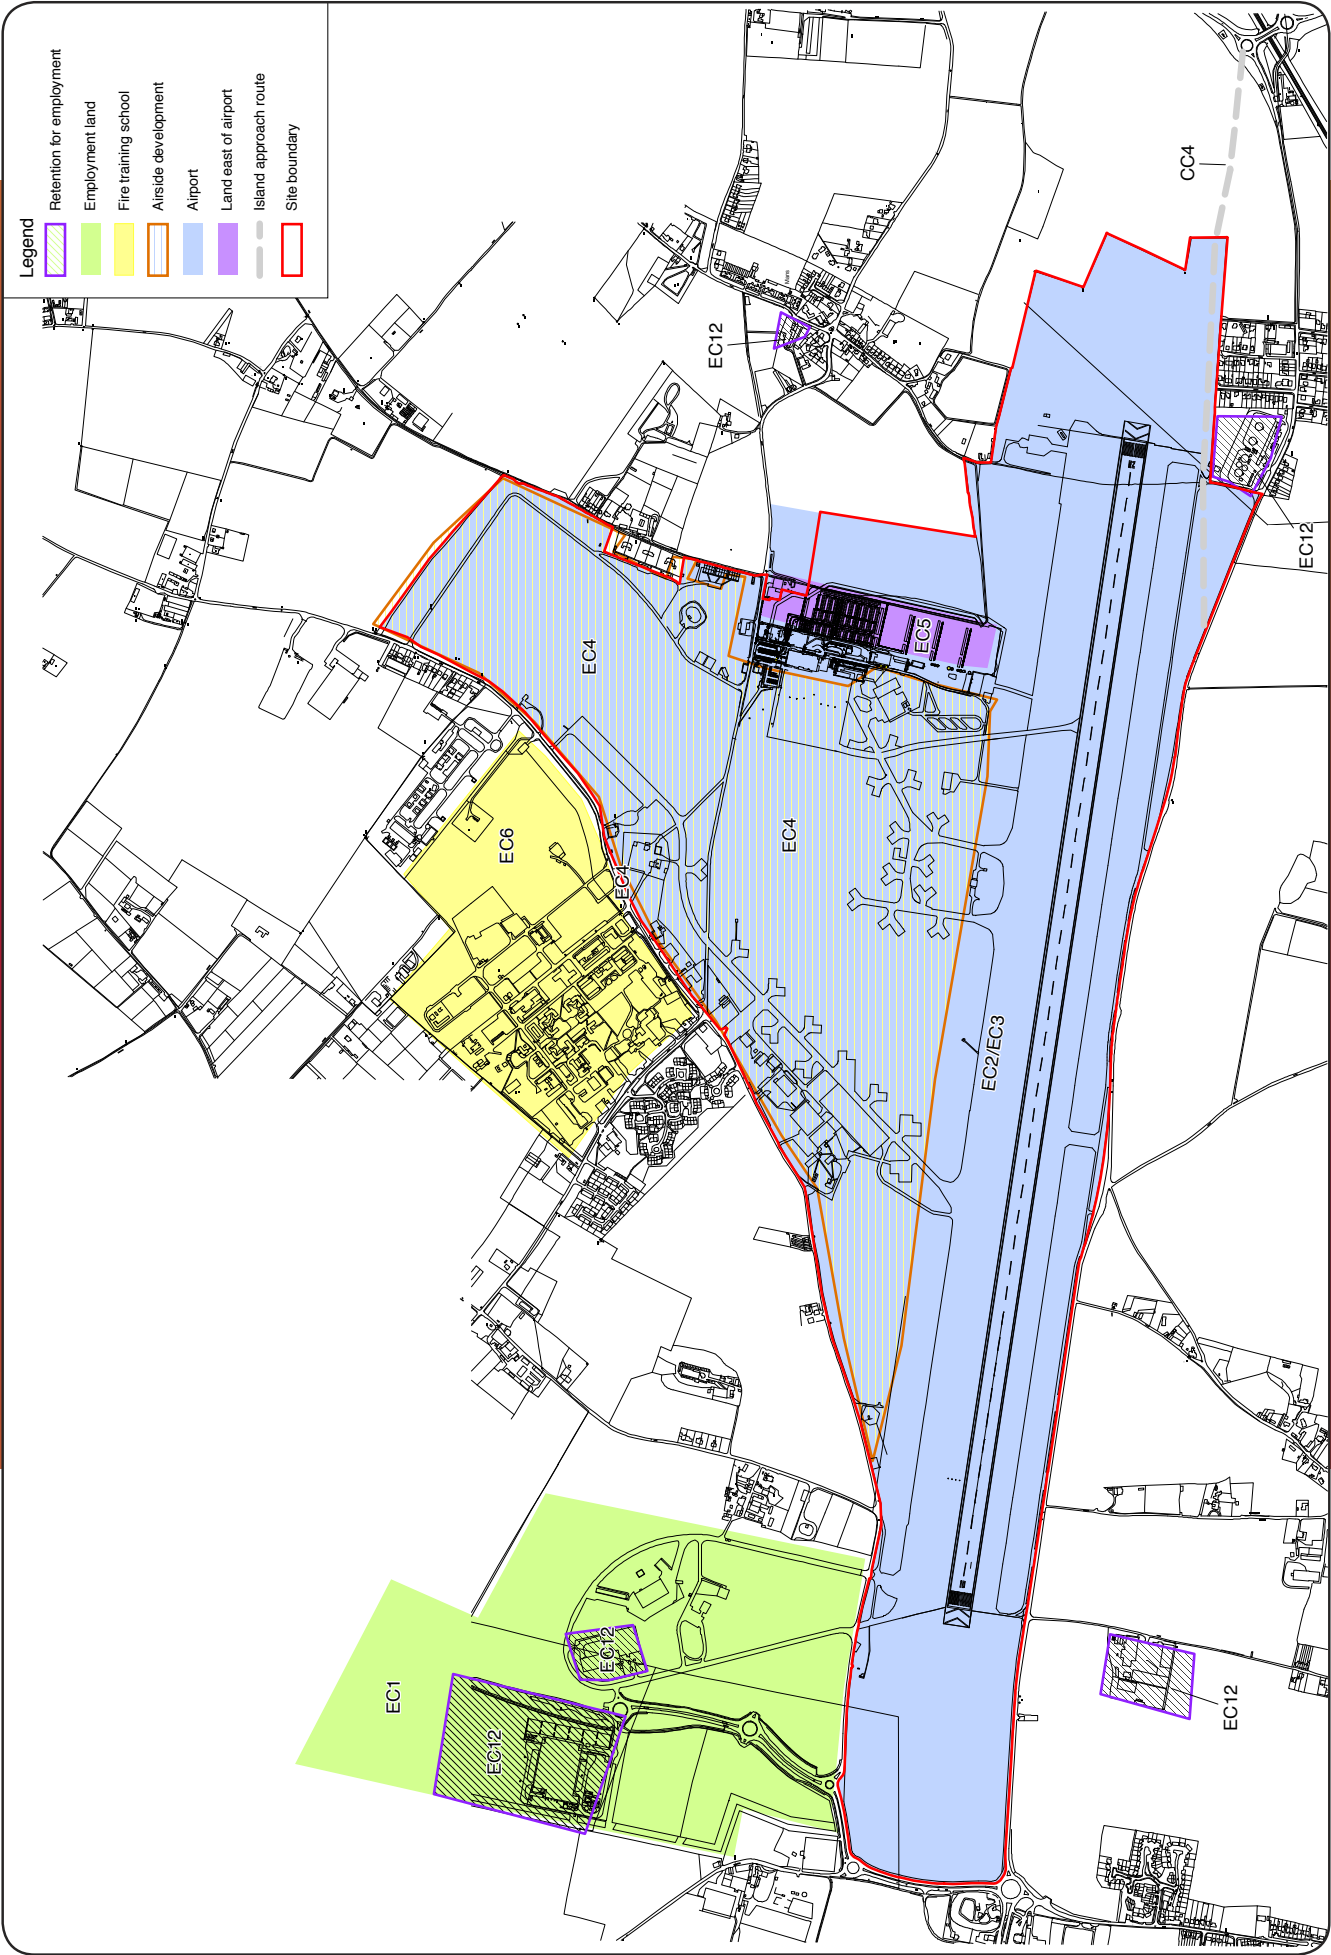 Legend
Retention for employment
Employment land
Fire training school
Airside development
Airport
Land east of airport
Island approach route
Site boundary
CC4
EC12
EC12
EC5
EC4
EC4
EC4
EC6
EC2/EC3
EC1
EC12
EC12
EC12